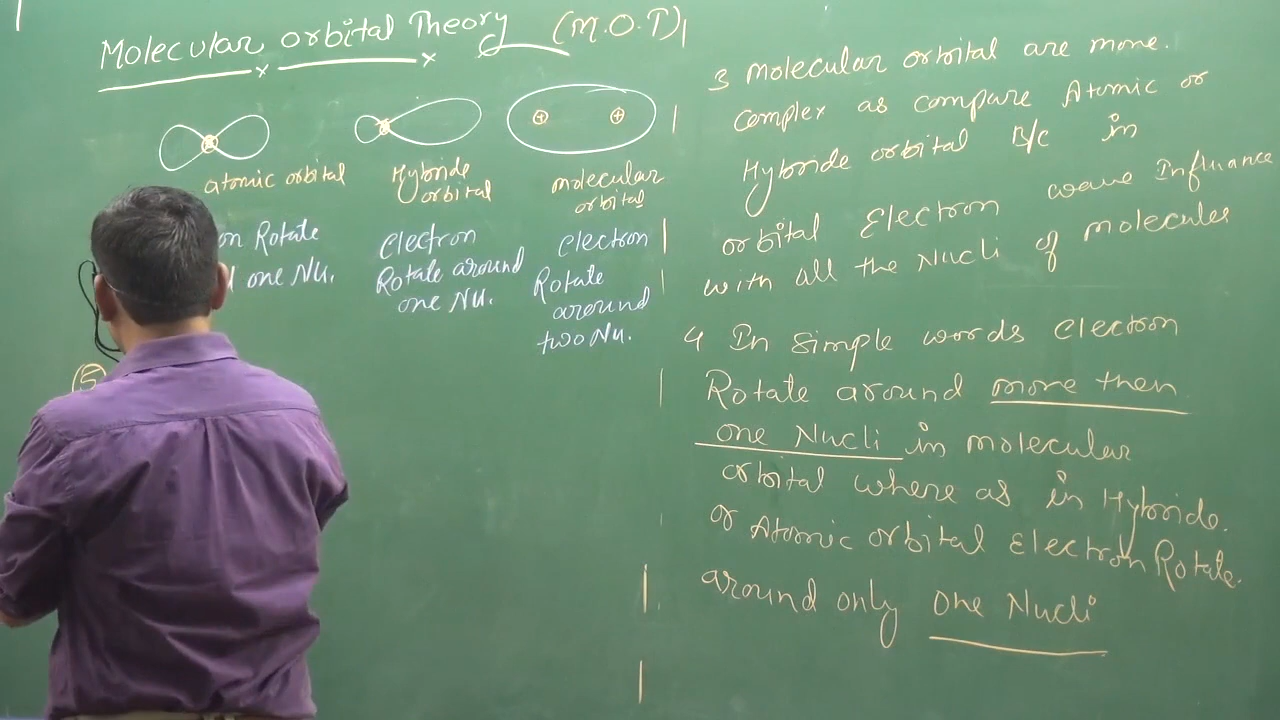 Molecular orbital Theory (M.O.T)
atomic orbital
Hybride
orbital
molecular
orbital
on Rotate
one Nu.
electron
Rotate around
one Nu.
electron
Rotate
around
two Nu.
5
3 molecular orbital are more.
complex as compare Atomic or
Hybride orbital B/c in
orbital Electron wave Influance
with all the Nucli of molecules
4 In Simple words electron
Rotate around more then
one Nucli in molecular
orbital where as in Hybride.
or Atomic orbital Electron Rotate.
around only one Nucli